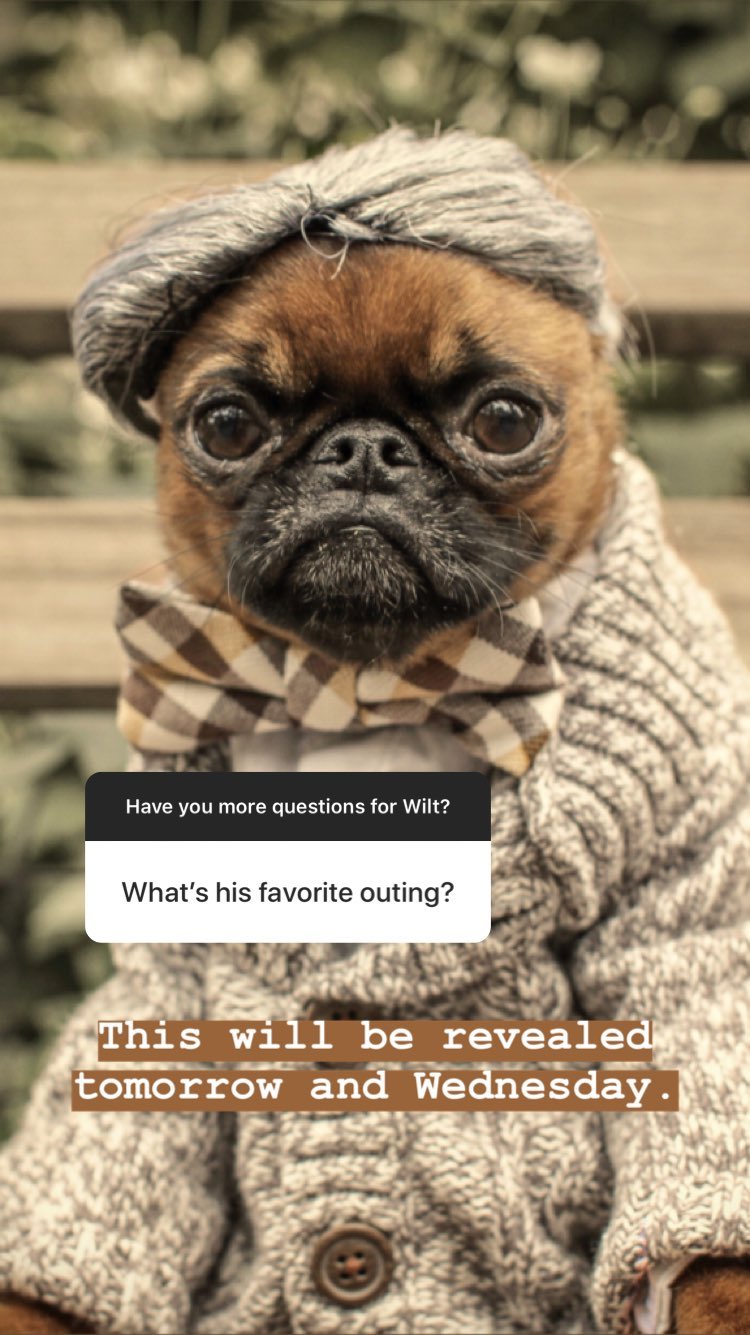 Have you more questions for Wilt?
What’s his favorite outing?
This will be revealed
tomorrow and Wednesday.